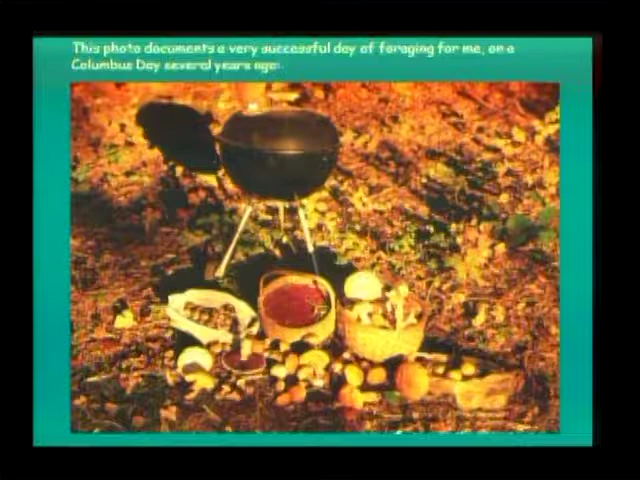 This photo documents a very successful day of foraging for me, on a
Columbus Day several years ago.